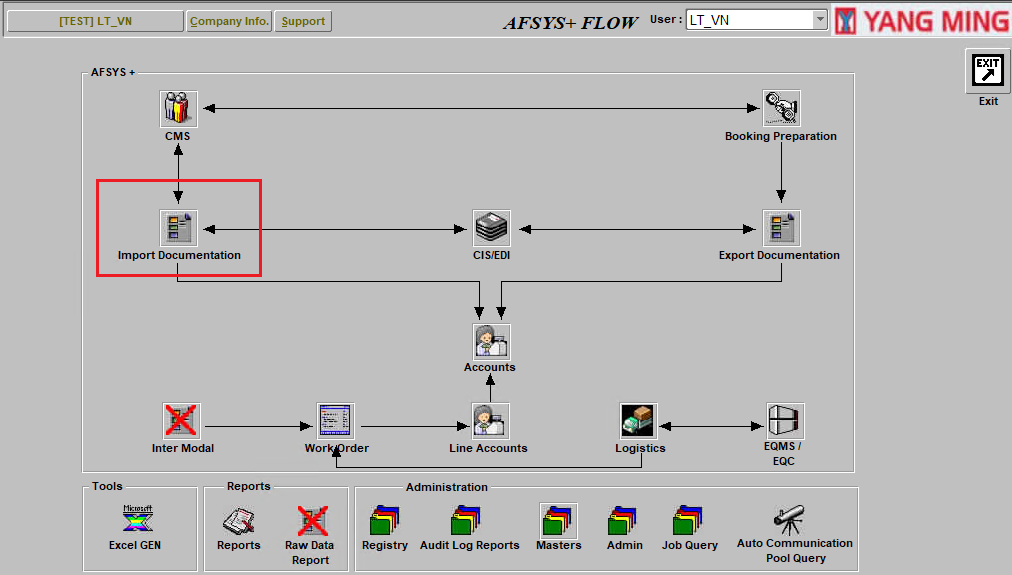 [TEST] LT_VN
Company Info.
Support
AFSYS+ FLOW
User:
LT_VN
YANG MING
EXIT
Exit
AFSYS +
CMS
Booking Preparation
Import Documentation
CIS/EDI
Export Documentation
Accounts
Inter Modal
Work Order
Line Accounts
Logistics
EQMS /
EQC
Tools
Reports
Administration
Microsoft
Excel GEN
Reports
Raw Data
Report
Registry
Audit Log Reports
Masters
Admin
Job Query
Auto Communication
Pool Query